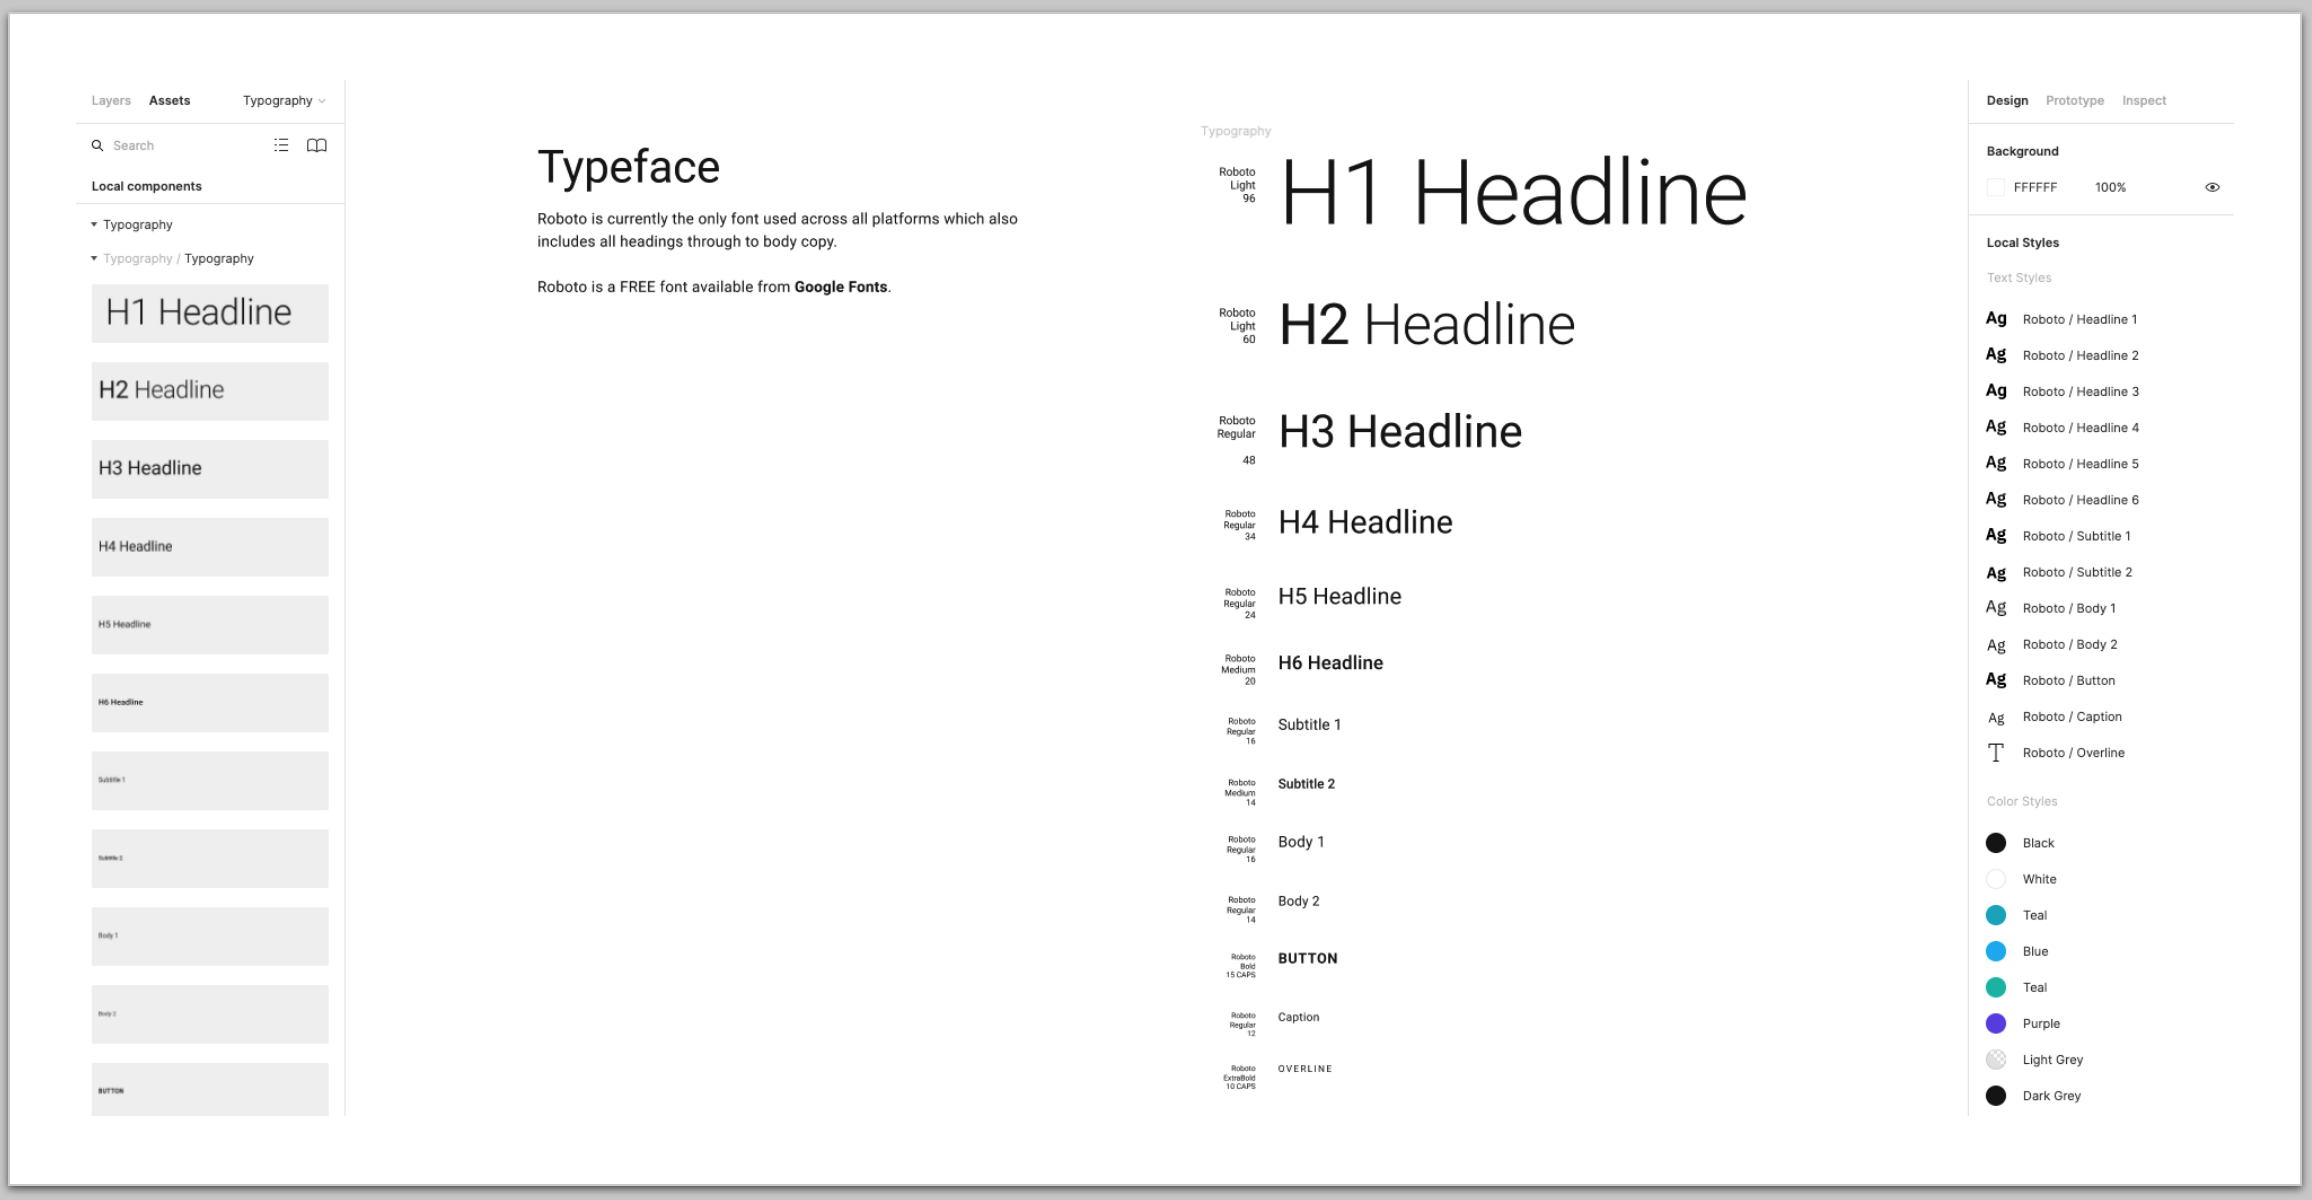 Layers Assets Typography
Search
Local components
Typography
Typography / Typography
H1 Headline
H2 Headline
H3 Headline
H4 Headline
H5 Headline
H6 Headline
Subtitle 1
Subtitle 2
Body 1
Body 2
BUTTON
Typeface
Roboto is currently the only font used across all platforms which also
includes all headings through to body copy.
Roboto is a FREE font available from Google Fonts.
Typography
Roboto
Light
96
H1 Headline
Roboto
Light
60
H2 Headline
Roboto
Regular
48
H3 Headline
Roboto
Regular
34
H4 Headline
Roboto
Regular
24
H5 Headline
Roboto
Medium
20
H6 Headline
Roboto
Regular
16
Subtitle 1
Roboto
Medium
14
Subtitle 2
Roboto
Regular
16
Body 1
Roboto
Regular
14
Body 2
Roboto
Bold
15 CAPS
BUTTON
Roboto
Regular
12
Caption
Roboto
ExtraBold
10 CAPS
OVERLINE
Design Prototype Inspect
Background
FFFFFF 100%
Local Styles
Text Styles
Ag Roboto / Headline 1
Ag Roboto / Headline 2
Ag Roboto / Headline 3
Ag Roboto / Headline 4
Ag Roboto / Headline 5
Ag Roboto / Headline 6
Ag Roboto / Subtitle 1
Ag Roboto / Subtitle 2
Ag Roboto / Body 1
Ag Roboto / Body 2
Ag Roboto / Button
Ag Roboto / Caption
T Roboto / Overline
Color Styles
Black
White
Teal
Blue
Teal
Purple
Light Grey
Dark Grey